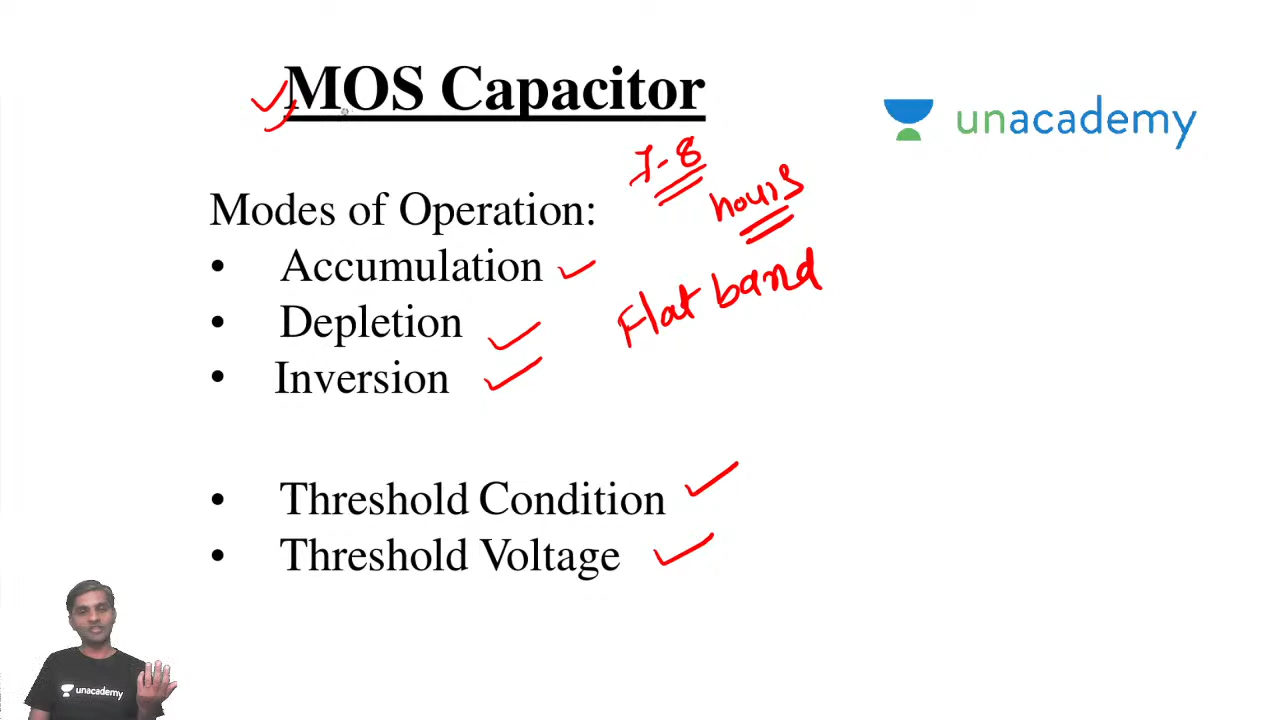 MOS Capacitor
unacademy
7-8
hours
Modes of Operation:
• Accumulation
Flat band
• Depletion
• Inversion
• Threshold Condition
• Threshold Voltage
unacademy